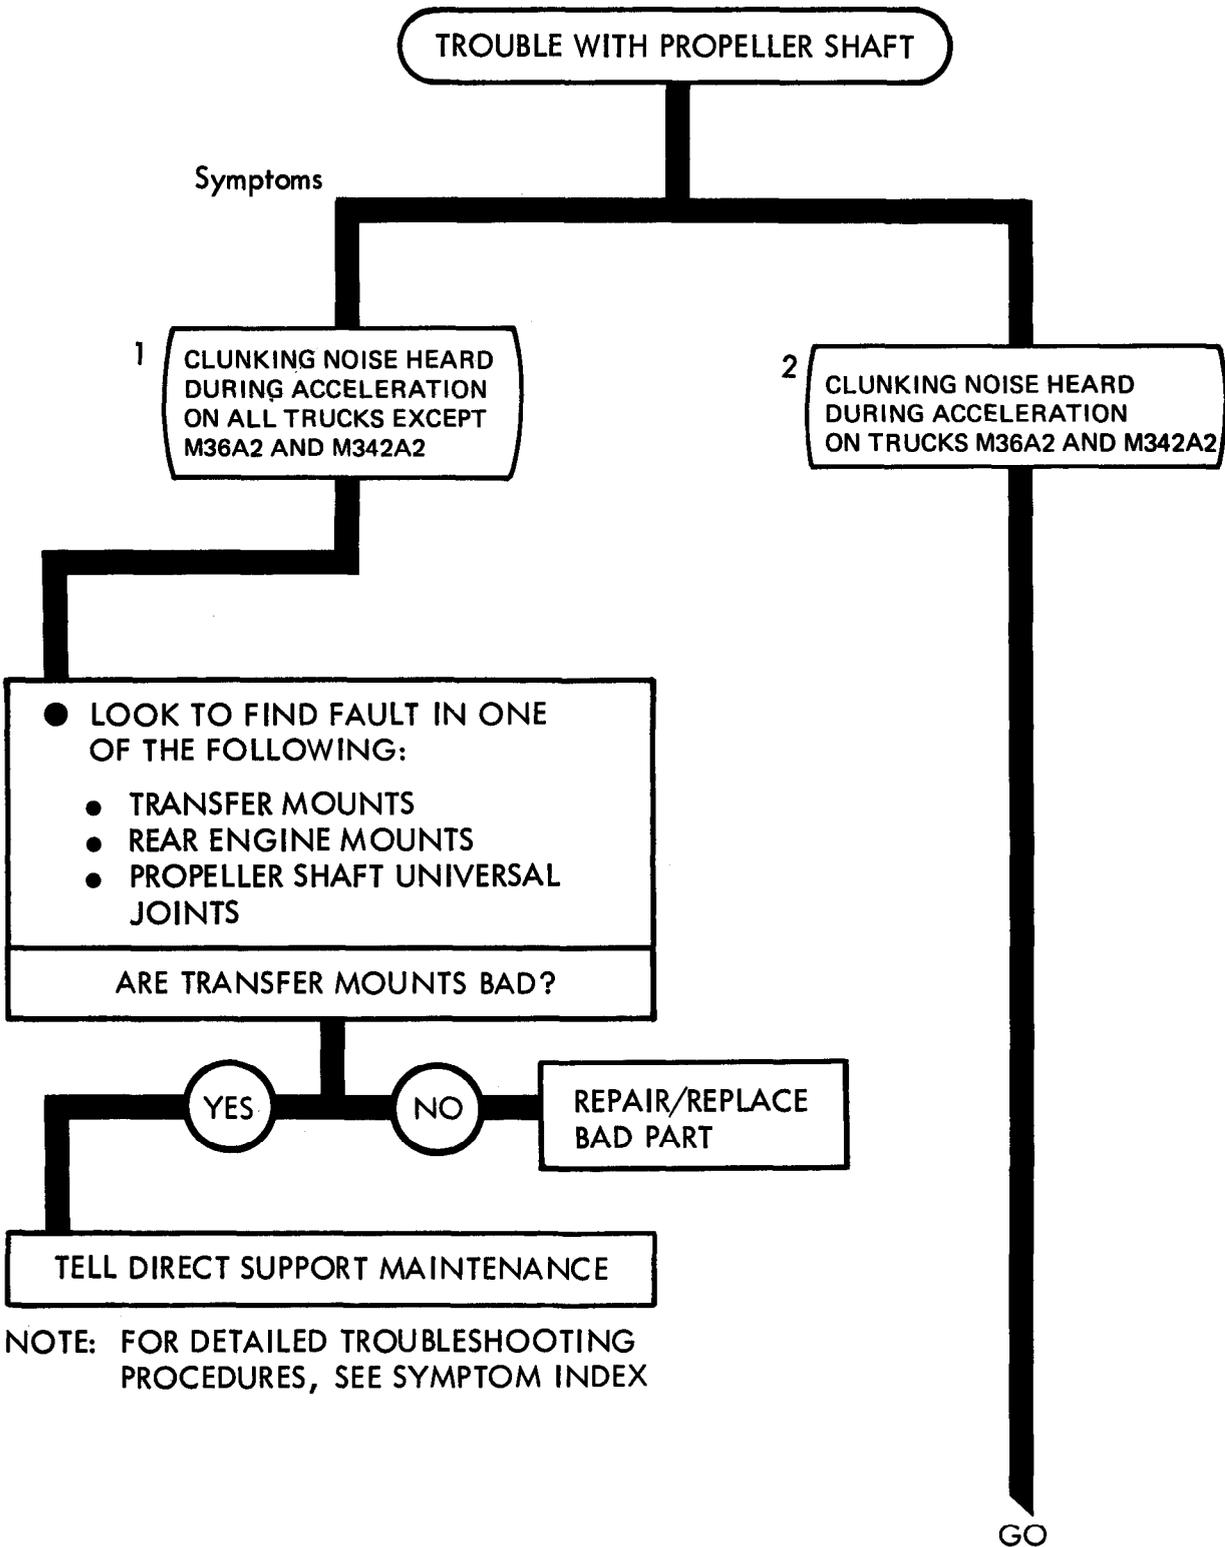 TROUBLE WITH PROPELLER SHAFT
Symptoms
1
CLUNKING NOISE HEARD
DURING ACCELERATION
ON ALL TRUCKS EXCEPT
M36A2 AND M342A2
2
CLUNKING NOISE HEARD
DURING ACCELERATION
ON TRUCKS M36A2 AND M342A2
● LOOK TO FIND FAULT IN ONE
OF THE FOLLOWING:
● TRANSFER MOUNTS
● REAR ENGINE MOUNTS
● PROPELLER SHAFT UNIVERSAL
JOINTS
ARE TRANSFER MOUNTS BAD?
YES
NO
REPAIR/REPLACE
BAD PART
TELL DIRECT SUPPORT MAINTENANCE
NOTE: FOR DETAILED TROUBLESHOOTING
PROCEDURES, SEE SYMPTOM INDEX
GO